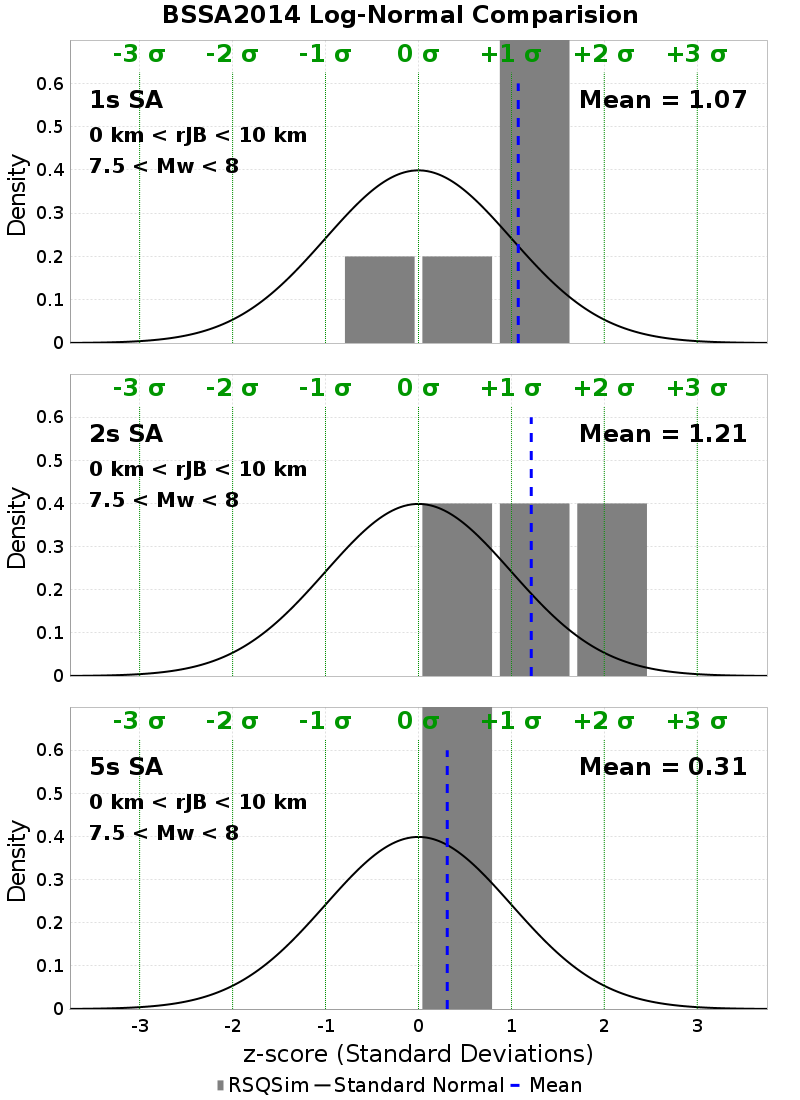 BSSA2014 Log-Normal Comparision
-3 σ -2 σ -1 σ 0 σ +1 σ +2 σ +3 σ
1s SA Mean = 1.07
0 km < rJB < 10 km
7.5 < Mw < 8
Density
0.6
0.5
0.4
0.3
0.2
0.1
0
-3 σ -2 σ -1 σ 0 σ +1 σ +2 σ +3 σ
2s SA Mean = 1.21
0 km < rJB < 10 km
7.5 < Mw < 8
Density
0.6
0.5
0.4
0.3
0.2
0.1
0
-3 σ -2 σ -1 σ 0 σ +1 σ +2 σ +3 σ
5s SA Mean = 0.31
0 km < rJB < 10 km
7.5 < Mw < 8
Density
0.6
0.5
0.4
0.3
0.2
0.1
0
-3 -2 -1 0 1 2 3
z-score (Standard Deviations)
RSQSim Standard Normal Mean